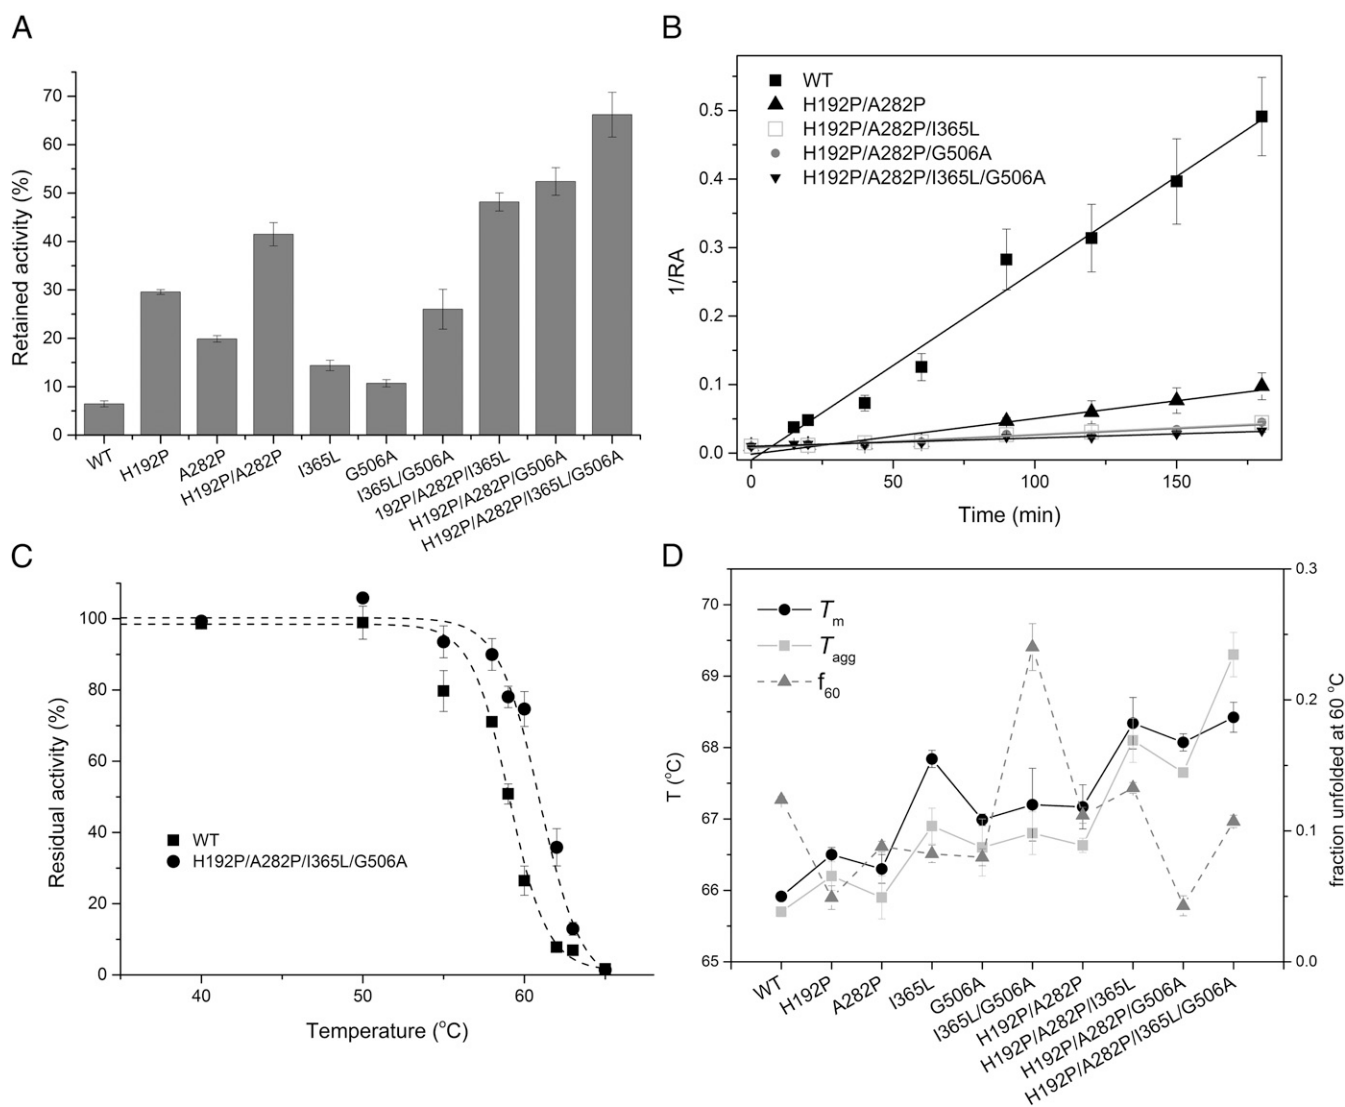 A
Retained activity (%)
70
60
50
40
30
20
10
0
WT
H192P
A282P
H192P/A282P
I365L
G506A
I365L/G506A
192P/A282P/I365L
H192P/A282P/G506A
H192P/A282P/I365L/G506A
B
WT
H192P/A282P
H192P/A282P/I365L
H192P/A282P/G506A
H192P/A282P/I365L/G506A
1/RA
0.5
0.4
0.3
0.2
0.1
0.0
0
50
100
150
Time (min)
C
Residual activity (%)
100
80
60
40
20
0
WT
H192P/A282P/I365L/G506A
40
50
60
Temperature (°C)
D
Tm
Tagg
f60
T (°C)
70
69
68
67
66
65
0.3
0.2
0.1
0.0
fraction unfolded at 60 °C
WT
H192P
A282P
I365L
G506A
I365L/G506A
H192P/A282P
H192P/A282P/I365L
H192P/A282P/G506A
H192P/A282P/I365L/G506A